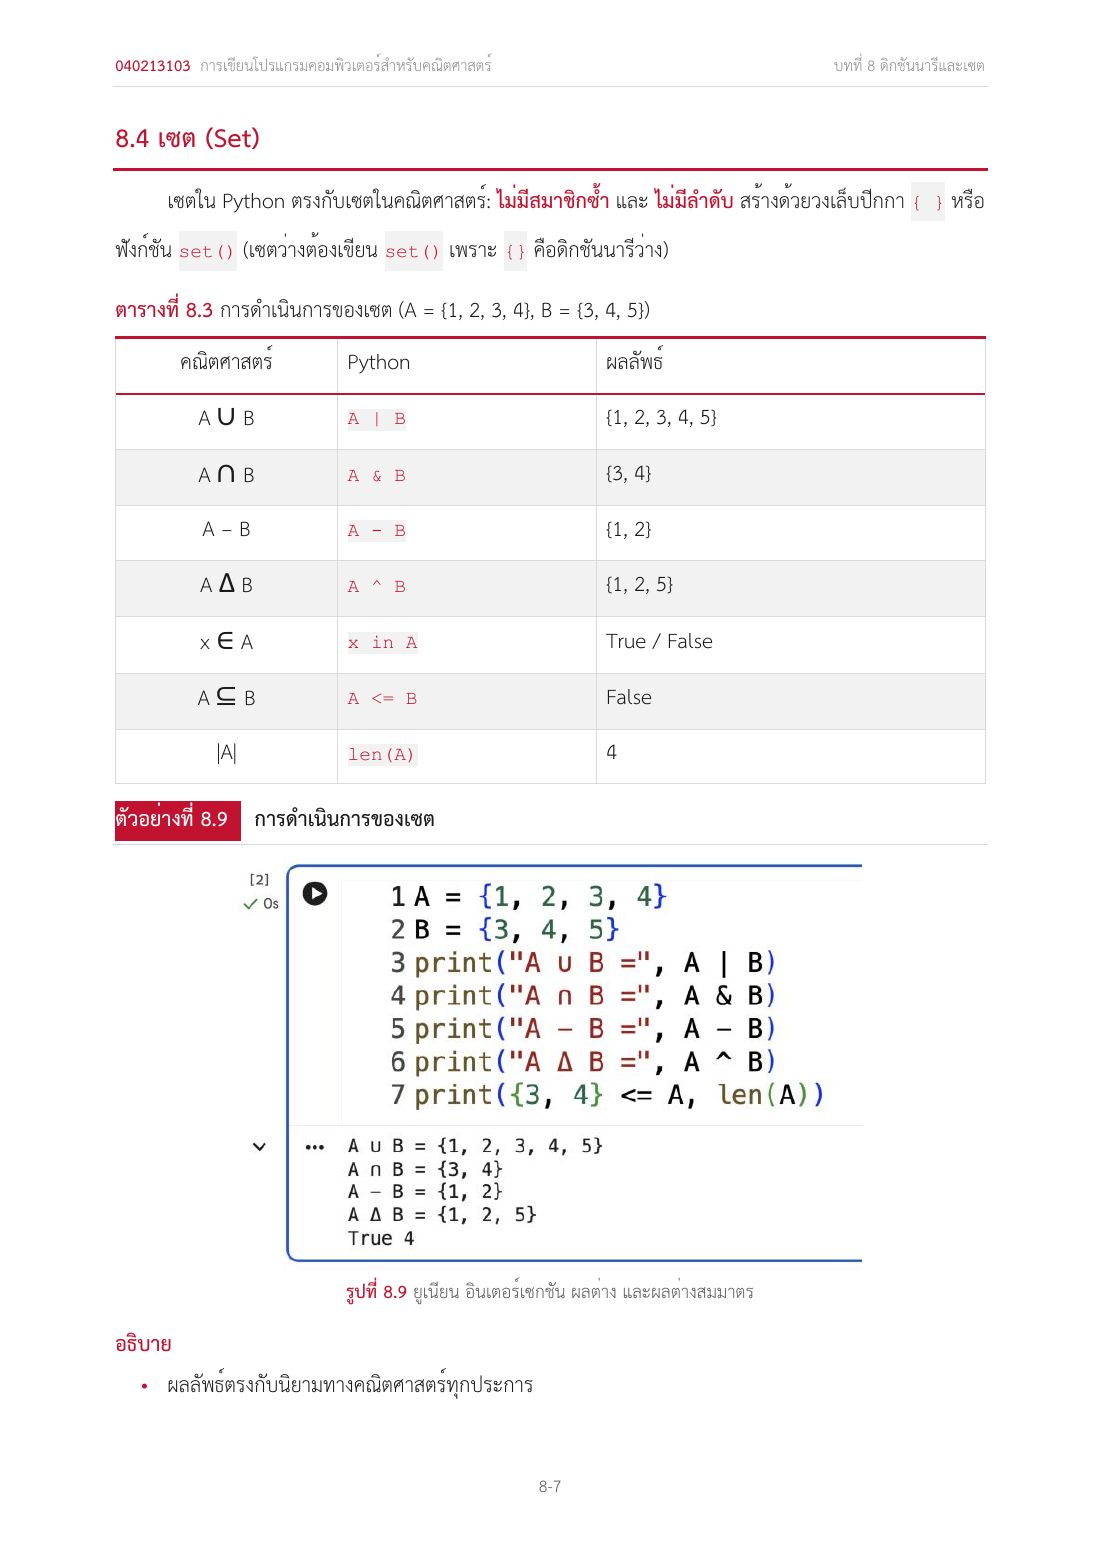 040213103 การเขียนโปรแกรมคอมพิวเตอร์สำหรับคณิตศาสตร์ บทที่ 8 ดิกชันนารีและเซต
8.4 เซต (Set)
เซตใน Python ตรงกับเซตในคณิตศาสตร์: ไม่มีสมาชิกซ้ำ และ ไม่มีลำดับ สร้างด้วยวงเล็บปีกกา { } หรือ
ฟังก์ชัน set() (เซตว่างต้องเขียน set() เพราะ {} คือดิกชันนารีว่าง)
ตารางที่ 8.3 การดำเนินการของเซต (A = {1, 2, 3, 4}, B = {3, 4, 5})
คณิตศาสตร์ Python ผลลัพธ์
A ∪ B A | B {1, 2, 3, 4, 5}
A ∩ B A & B {3, 4}
A – B A - B {1, 2}
A Δ B A ^ B {1, 2, 5}
x ∈ A x in A True / False
A ⊆ B A <= B False
|A| len(A) 4
ตัวอย่างที่ 8.9 การดำเนินการของเซต
[2]
0s
1 A = {1, 2, 3, 4}
2 B = {3, 4, 5}
3 print("A ∪ B =", A | B)
4 print("A ∩ B =", A & B)
5 print("A − B =", A - B)
6 print("A Δ B =", A ^ B)
7 print({3, 4} <= A, len(A))
A ∪ B = {1, 2, 3, 4, 5}
A ∩ B = {3, 4}
A − B = {1, 2}
A Δ B = {1, 2, 5}
True 4
รูปที่ 8.9 ยูเนียน อินเตอร์เซกชัน ผลต่าง และผลต่างสมมาตร
อธิบาย
• ผลลัพธ์ตรงกับนิยามทางคณิตศาสตร์ทุกประการ
8-7